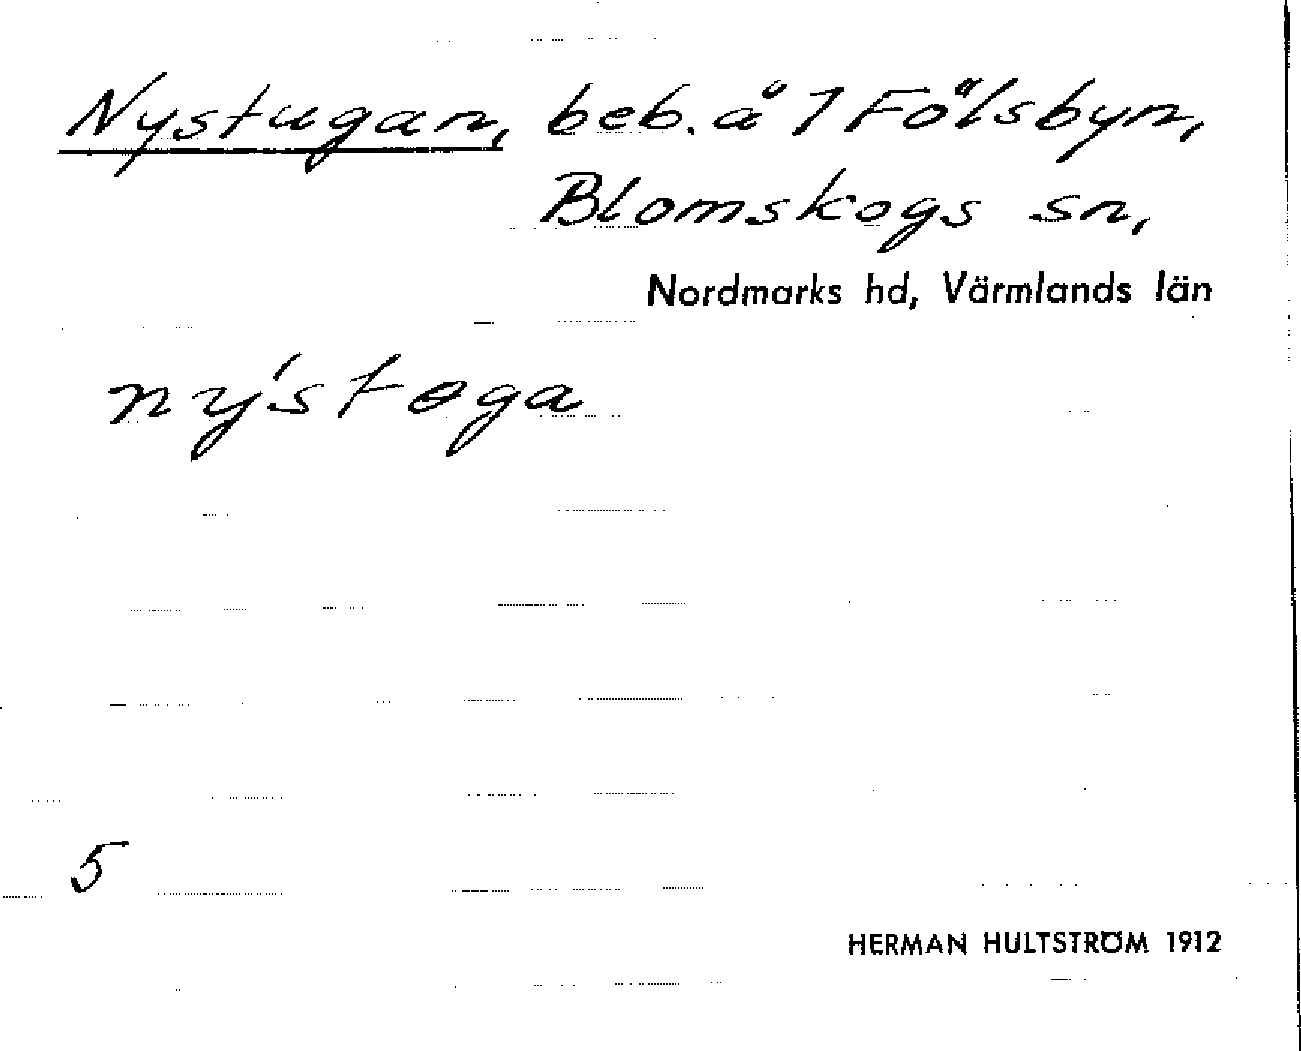 Nystugan, beb. å 1 Fölsbyn,
Blomskogs sn,
Nordmarks hd, Värmlands län
ny´stoga
5
HERMAN HULTSTRÖM 1912